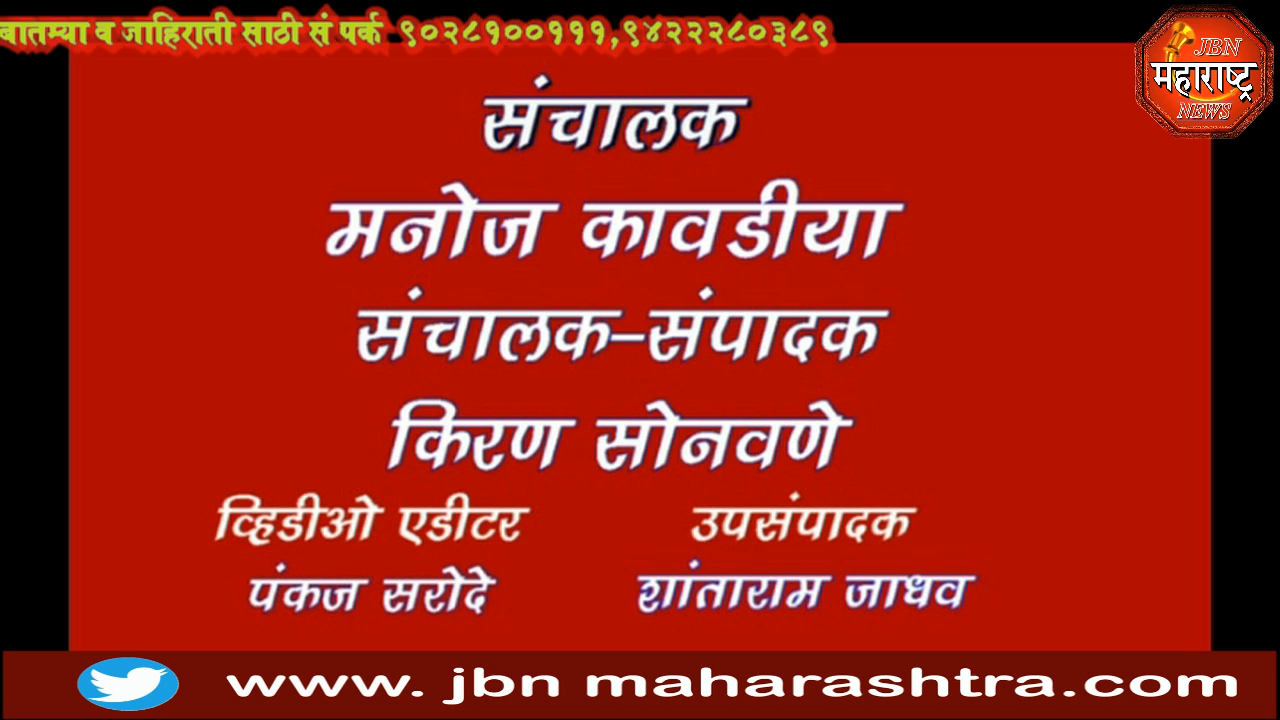 बातम्या व जाहिराती साठी सं पर्क ९०२८१००१११,९४२२२८०३८९
JBN
महाराष्ट्र
NEWS
संचालक
मनोज कावडीया
संचालक-संपादक
किरण सोनवणे
व्हिडीओ एडीटर उपसंपादक
पंकज सरोदे शांताराम जाधव
www. jbn maharashtra.com